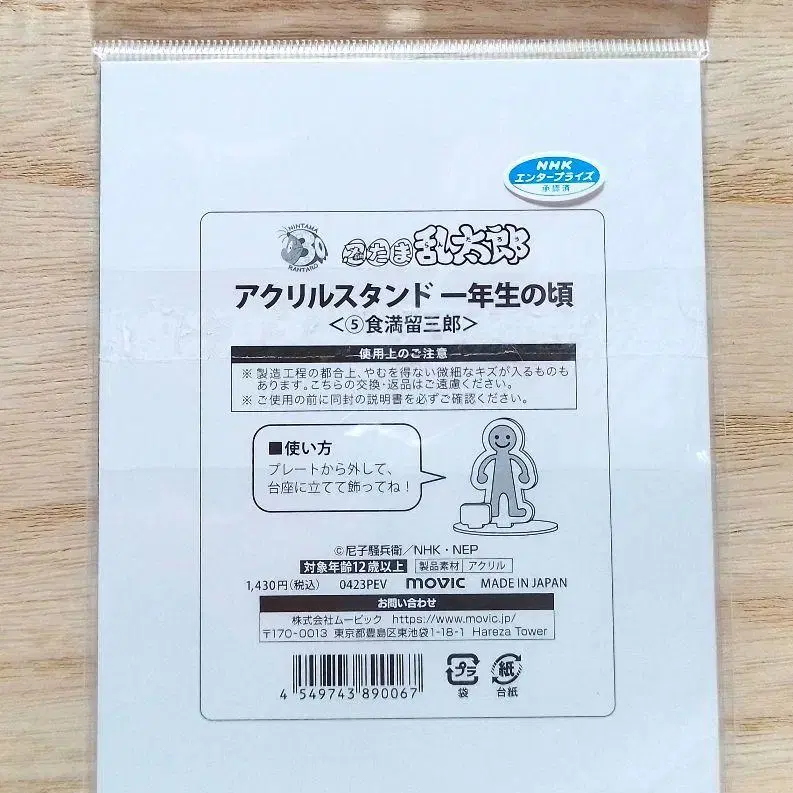 NHK
エンタープライズ
承認済
NINTAMA
30
RANTARO
忍たま乱太郎
アクリルスタンド 一年生の頃
＜⑤食満留三郎＞
使用上のご注意
※ 製造工程の都合上、やむを得ない微細なキズが入るものも
あります。こちらの交換・返品はご遠慮ください。
※ ご使用の前に同封の説明書を必ずご確認ください。
■使い方
プレートから外して、
台座に立てて飾ってね！
©尼子騒兵衛／NHK・NEP
対象年齢12歳以上 製品素材 アクリル
1,430円(税込) 0423PEV movic MADE IN JAPAN
お問い合わせ
株式会社ムービック https://www.movic.jp/
〒170-0013 東京都豊島区東池袋1-18-1 Hareza Tower
4 549743 890067
プラ 紙
袋 台紙